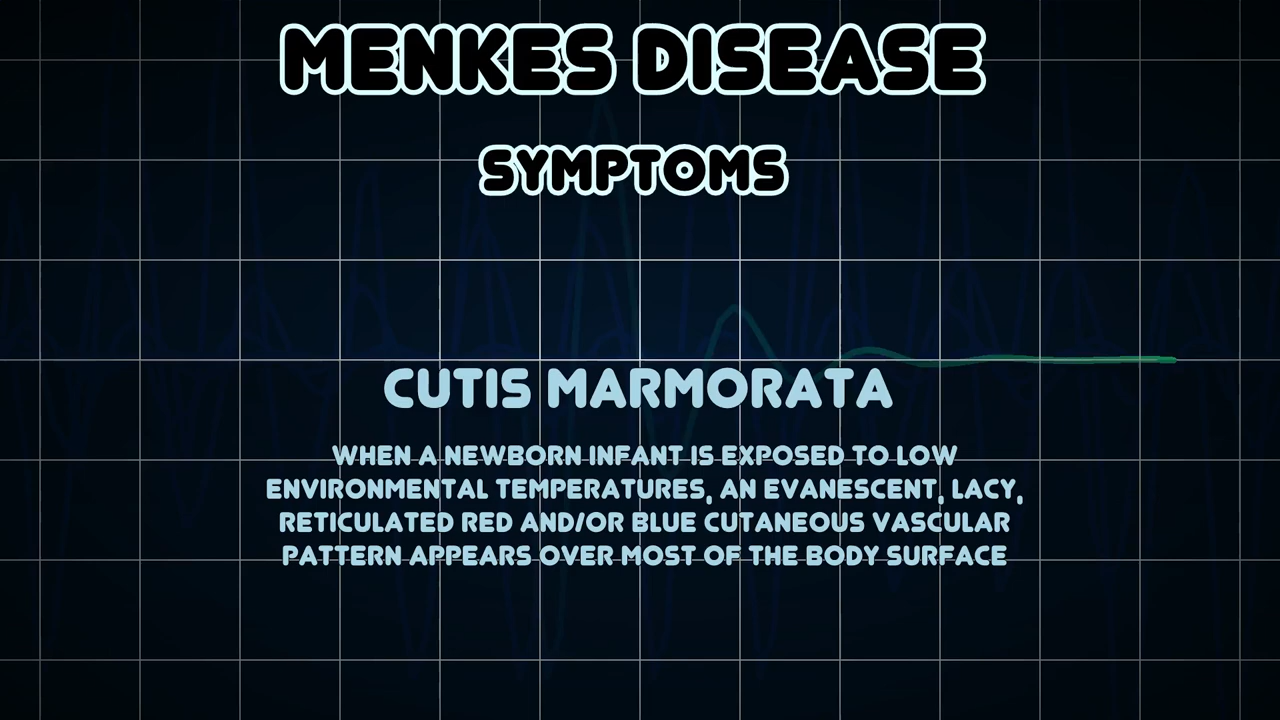 MENKES DISEASE
SYMPTOMS
CUTIS MARMORATA
WHEN A NEWBORN INFANT IS EXPOSED TO LOW
ENVIRONMENTAL TEMPERATURES, AN EVANESCENT, LACY,
RETICULATED RED AND/OR BLUE CUTANEOUS VASCULAR
PATTERN APPEARS OVER MOST OF THE BODY SURFACE